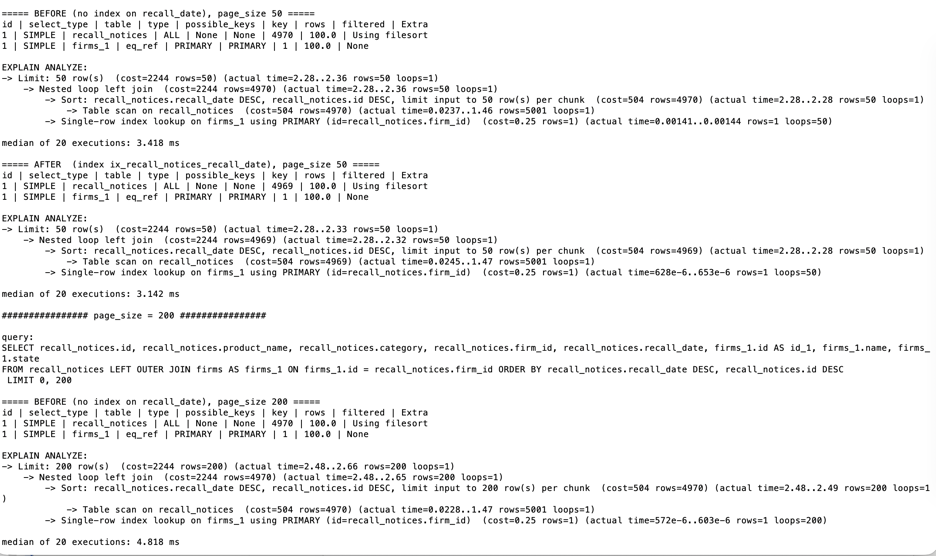 ===== BEFORE (no index on recall_date), page_size 50 =====
id | select_type | table | type | possible_keys | key | rows | filtered | Extra
1 | SIMPLE | recall_notices | ALL | None | None | 4970 | 100.0 | Using filesort
1 | SIMPLE | firms_1 | eq_ref | PRIMARY | PRIMARY | 1 | 100.0 | None
EXPLAIN ANALYZE:
-> Limit: 50 row(s)  (cost=2244 rows=50) (actual time=2.28..2.36 rows=50 loops=1)
    -> Nested loop left join  (cost=2244 rows=4970) (actual time=2.28..2.36 rows=50 loops=1)
        -> Sort: recall_notices.recall_date DESC, recall_notices.id DESC, limit input to 50 row(s) per chunk  (cost=504 rows=4970) (actual time=2.28..2.28 rows=50 loops=1)
            -> Table scan on recall_notices  (cost=504 rows=4970) (actual time=0.0237..1.46 rows=5001 loops=1)
        -> Single-row index lookup on firms_1 using PRIMARY (id=recall_notices.firm_id)  (cost=0.25 rows=1) (actual time=0.00141..0.00144 rows=1 loops=50)
median of 20 executions: 3.418 ms
===== AFTER  (index ix_recall_notices_recall_date), page_size 50 =====
id | select_type | table | type | possible_keys | key | rows | filtered | Extra
1 | SIMPLE | recall_notices | ALL | None | None | 4969 | 100.0 | Using filesort
1 | SIMPLE | firms_1 | eq_ref | PRIMARY | PRIMARY | 1 | 100.0 | None
EXPLAIN ANALYZE:
-> Limit: 50 row(s)  (cost=2244 rows=50) (actual time=2.28..2.33 rows=50 loops=1)
    -> Nested loop left join  (cost=2244 rows=4969) (actual time=2.28..2.32 rows=50 loops=1)
        -> Sort: recall_notices.recall_date DESC, recall_notices.id DESC, limit input to 50 row(s) per chunk  (cost=504 rows=4969) (actual time=2.28..2.28 rows=50 loops=1)
            -> Table scan on recall_notices  (cost=504 rows=4969) (actual time=0.0245..1.47 rows=5001 loops=1)
        -> Single-row index lookup on firms_1 using PRIMARY (id=recall_notices.firm_id)  (cost=0.25 rows=1) (actual time=628e-6..653e-6 rows=1 loops=50)
median of 20 executions: 3.142 ms
################ page_size = 200 ################
query:
SELECT recall_notices.id, recall_notices.product_name, recall_notices.category, recall_notices.firm_id, recall_notices.recall_date, firms_1.id AS id_1, firms_1.name, firms_
1.state
FROM recall_notices LEFT OUTER JOIN firms AS firms_1 ON firms_1.id = recall_notices.firm_id ORDER BY recall_notices.recall_date DESC, recall_notices.id DESC
 LIMIT 0, 200
===== BEFORE (no index on recall_date), page_size 200 =====
id | select_type | table | type | possible_keys | key | rows | filtered | Extra
1 | SIMPLE | recall_notices | ALL | None | None | 4970 | 100.0 | Using filesort
1 | SIMPLE | firms_1 | eq_ref | PRIMARY | PRIMARY | 1 | 100.0 | None
EXPLAIN ANALYZE:
-> Limit: 200 row(s)  (cost=2244 rows=200) (actual time=2.48..2.66 rows=200 loops=1)
    -> Nested loop left join  (cost=2244 rows=4970) (actual time=2.48..2.65 rows=200 loops=1)
        -> Sort: recall_notices.recall_date DESC, recall_notices.id DESC, limit input to 200 row(s) per chunk  (cost=504 rows=4970) (actual time=2.48..2.49 rows=200 loops=1
)
            -> Table scan on recall_notices  (cost=504 rows=4970) (actual time=0.0228..1.47 rows=5001 loops=1)
        -> Single-row index lookup on firms_1 using PRIMARY (id=recall_notices.firm_id)  (cost=0.25 rows=1) (actual time=572e-6..603e-6 rows=1 loops=200)
median of 20 executions: 4.818 ms